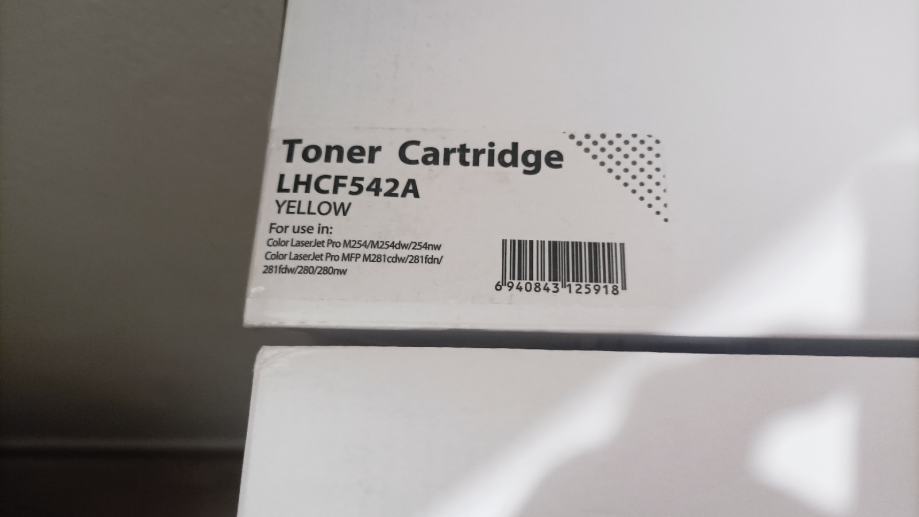 Toner Cartridge
LHCF542A
YELLOW
For use in:
Color LaserJet Pro M254/M254dw/254nw
Color LaserJet Pro MFP M281cdw/281fdn/
281fdw/280/280nw
6 940843 125918